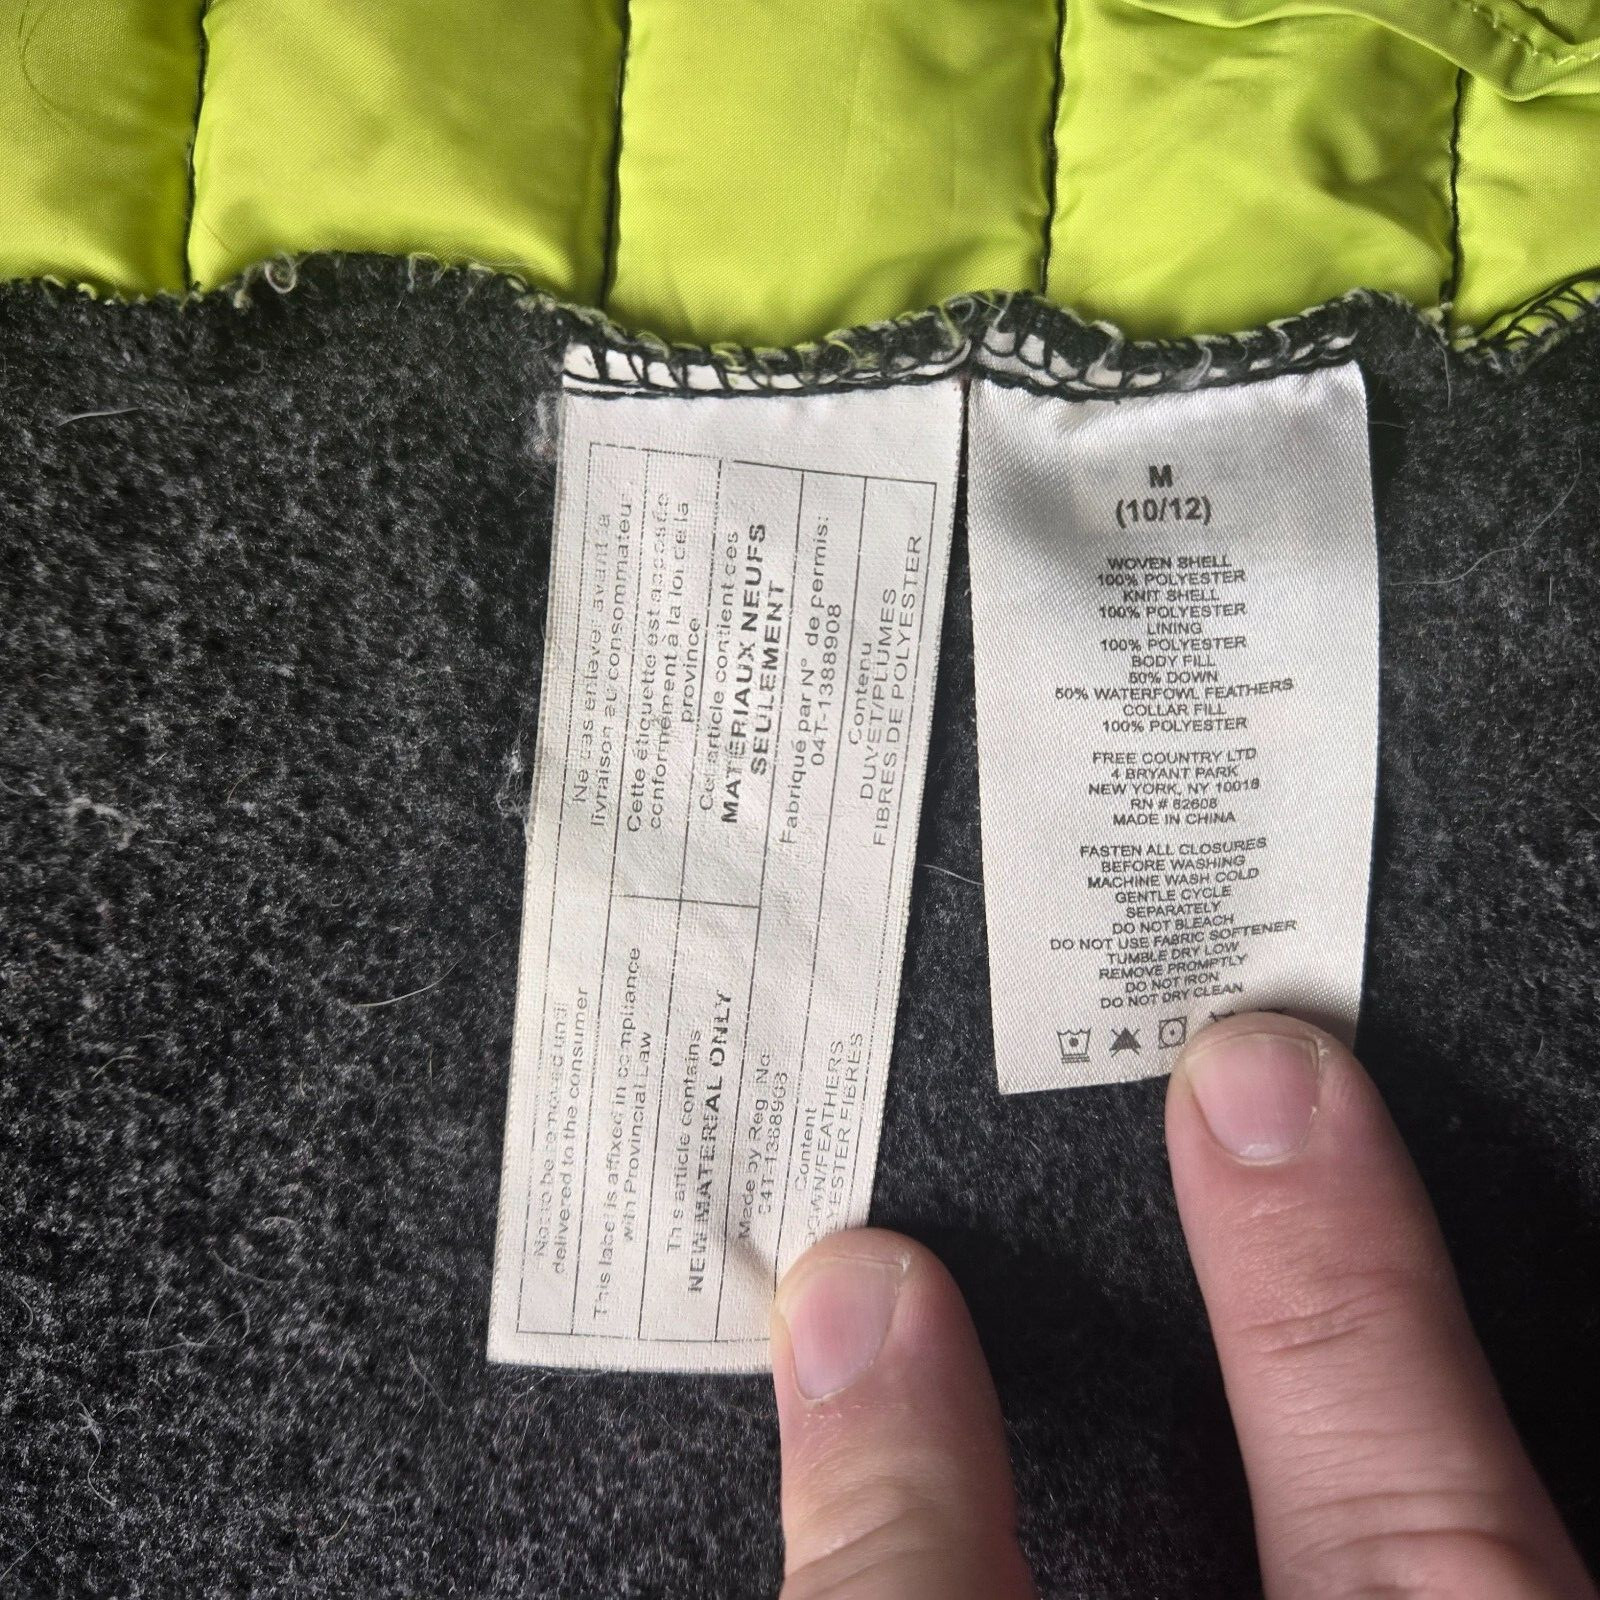 Ne pas enlever avant la
livraison au consommateur.
Cette étiquette est apposée
conformément à la loi de la
province
Cet article contient des
MATÉRIAUX NEUFS
SEULEMENT
Fabriqué par N° de permis:
04T-1388908
Contenu
DUVET/PLUMES
FIBRES DE POLYESTER
Not to be removed until
delivered to the consumer
This label is affixed in compliance
with Provincial Law
This article contains
NEW MATERIAL ONLY
Made by Reg. No.
04T-1388908
Content
DOWN/FEATHERS
YESTER FIBRES
M
(10/12)
WOVEN SHELL
100% POLYESTER
KNIT SHELL
100% POLYESTER
LINING
100% POLYESTER
BODY FILL
50% DOWN
50% WATERFOWL FEATHERS
COLLAR FILL
100% POLYESTER
FREE COUNTRY LTD
4 BRYANT PARK
NEW YORK, NY 10018
RN # 82608
MADE IN CHINA
FASTEN ALL CLOSURES
BEFORE WASHING
MACHINE WASH COLD
GENTLE CYCLE
SEPARATELY
DO NOT BLEACH
DO NOT USE FABRIC SOFTENER
TUMBLE DRY LOW
REMOVE PROMPTLY
DO NOT IRON
DO NOT DRY CLEAN